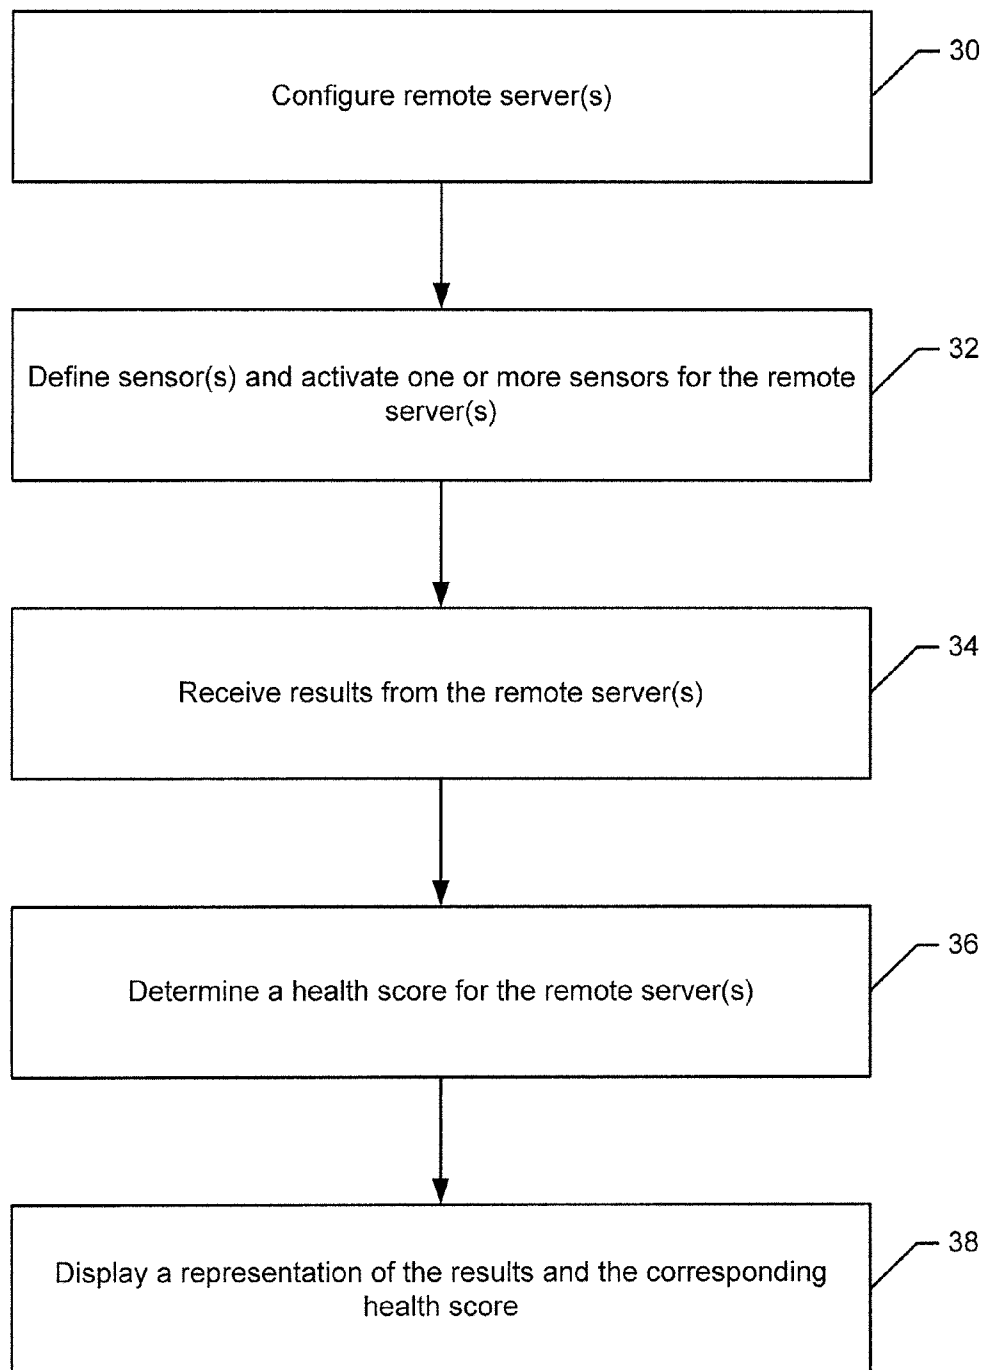 Configure remote server(s)
30
Define sensor(s) and activate one or more sensors for the remote
server(s)
32
Receive results from the remote server(s)
34
Determine a health score for the remote server(s)
36
Display a representation of the results and the corresponding
health score
38